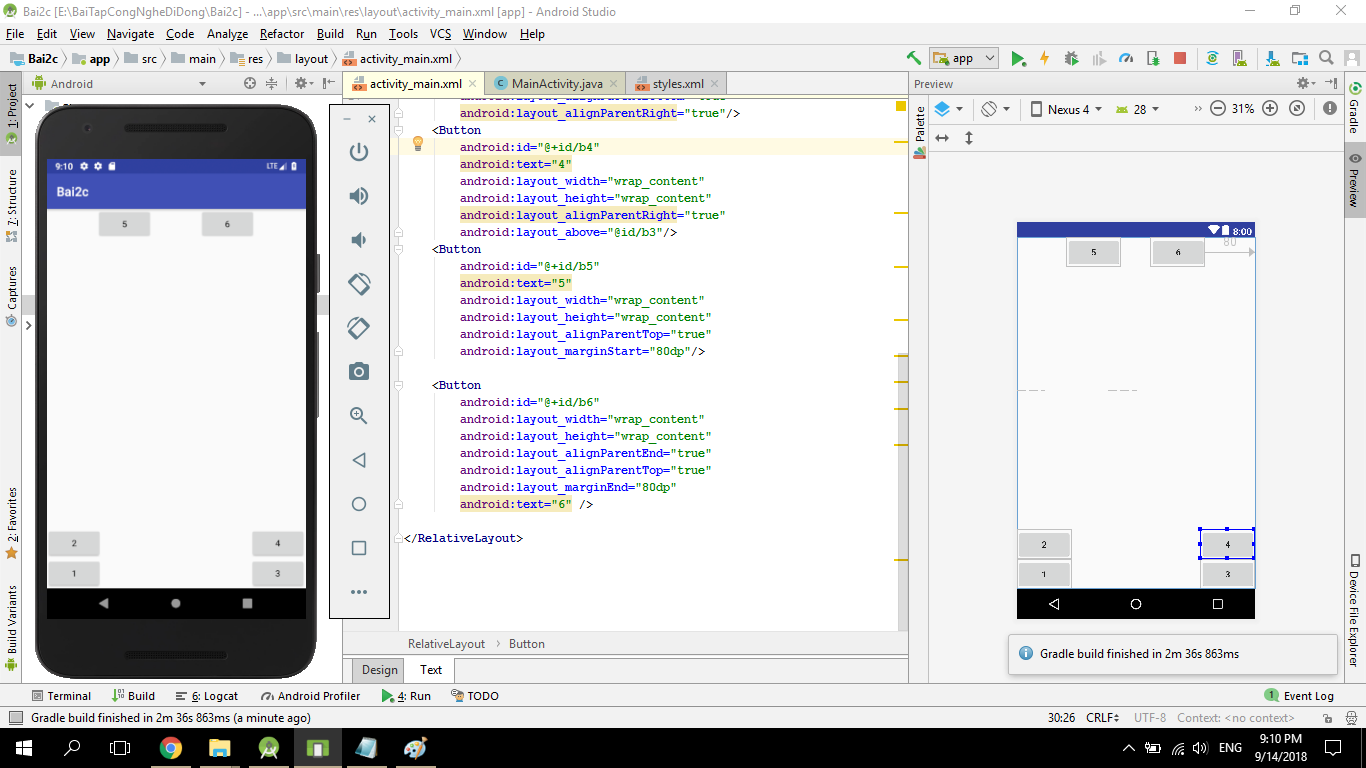 Bai2c [E:\BaiTapCongNgheDiDong\Bai2c] - ...\app\src\main\res\layout\activity_main.xml [app] - Android Studio
File Edit View Navigate Code Analyze Refactor Build Run Tools VCS Window Help
Bai2c app src main res layout activity_main.xml app
Android activity_main.xml MainActivity.java styles.xml Preview
1: Project
Z: Structure
Captures
2: Favorites
Build Variants
9:10 LTE
Bai2c
5 6
2 4
1 3
android:layout_alignParentRight="true"/>
<Button
android:id="@+id/b4"
android:text="4"
android:layout_width="wrap_content"
android:layout_height="wrap_content"
android:layout_alignParentRight="true"
android:layout_above="@id/b3"/>
<Button
android:id="@+id/b5"
android:text="5"
android:layout_width="wrap_content"
android:layout_height="wrap_content"
android:layout_alignParentTop="true"
android:layout_marginStart="80dp"/>
<Button
android:id="@+id/b6"
android:layout_width="wrap_content"
android:layout_height="wrap_content"
android:layout_alignParentEnd="true"
android:layout_alignParentTop="true"
android:layout_marginEnd="80dp"
android:text="6" />
</RelativeLayout>
RelativeLayout Button
Design Text
Palette
Nexus 4 28 31%
8:00
5 6 80
2 4
1 3
Gradle build finished in 2m 36s 863ms
Gradle
Preview
Device File Explorer
Terminal Build 6: Logcat Android Profiler 4: Run TODO 1 Event Log
Gradle build finished in 2m 36s 863ms (a minute ago) 30:26 CRLF UTF-8 Context: <no context>
ENG 9:10 PM
9/14/2018